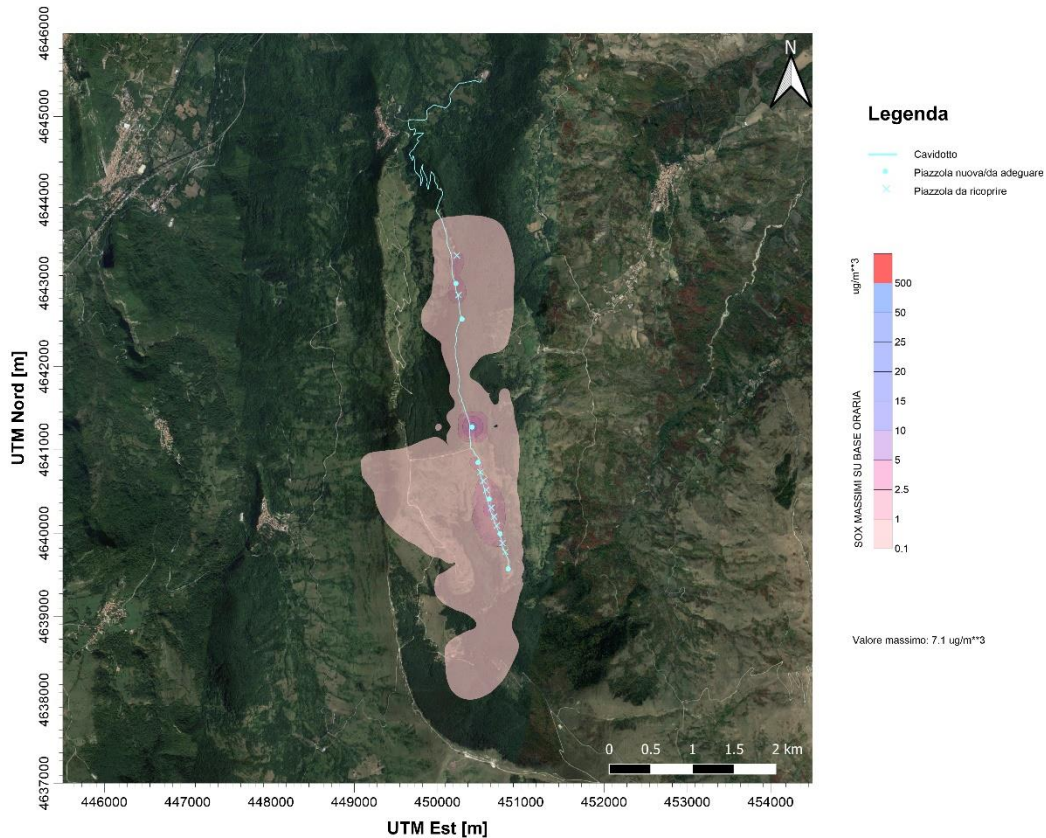 4646000
4645000
4644000
4643000
4642000
4641000
4640000
4639000
4638000
4637000
UTM Nord [m]
N
0 0.5 1 1.5 2 km
446000 447000 448000 449000 450000 451000 452000 453000 454000
UTM Est [m]
Legenda
Cavidotto
Piazzola nuova/da adeguare
Piazzola da ricoprire
ug/m**3
SOX MASSIMI SU BASE ORARIA
500
50
25
20
15
10
5
2.5
1
0.1
Valore massimo: 7.1 ug/m**3